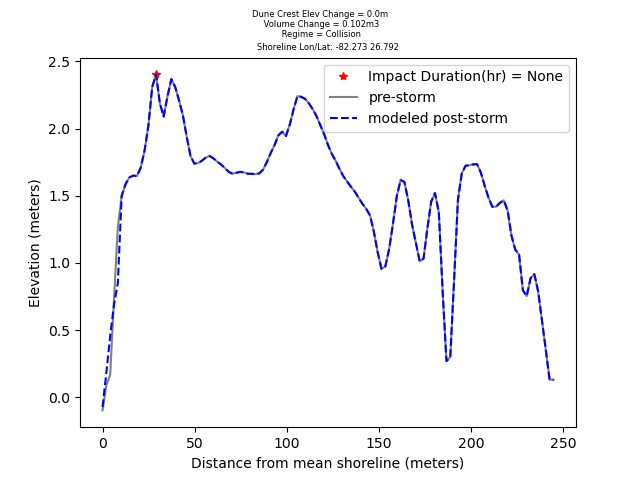 Dune Crest Elev Change = 0.0m
Volume Change = 0.102m3
Regime = Collision
Shoreline Lon/Lat: -82.273 26.792
2.5
2.0
1.5
1.0
0.5
0.0
Elevation (meters)
Impact Duration(hr) = None
pre-storm
modeled post-storm
0 50 100 150 200 250
Distance from mean shoreline (meters)